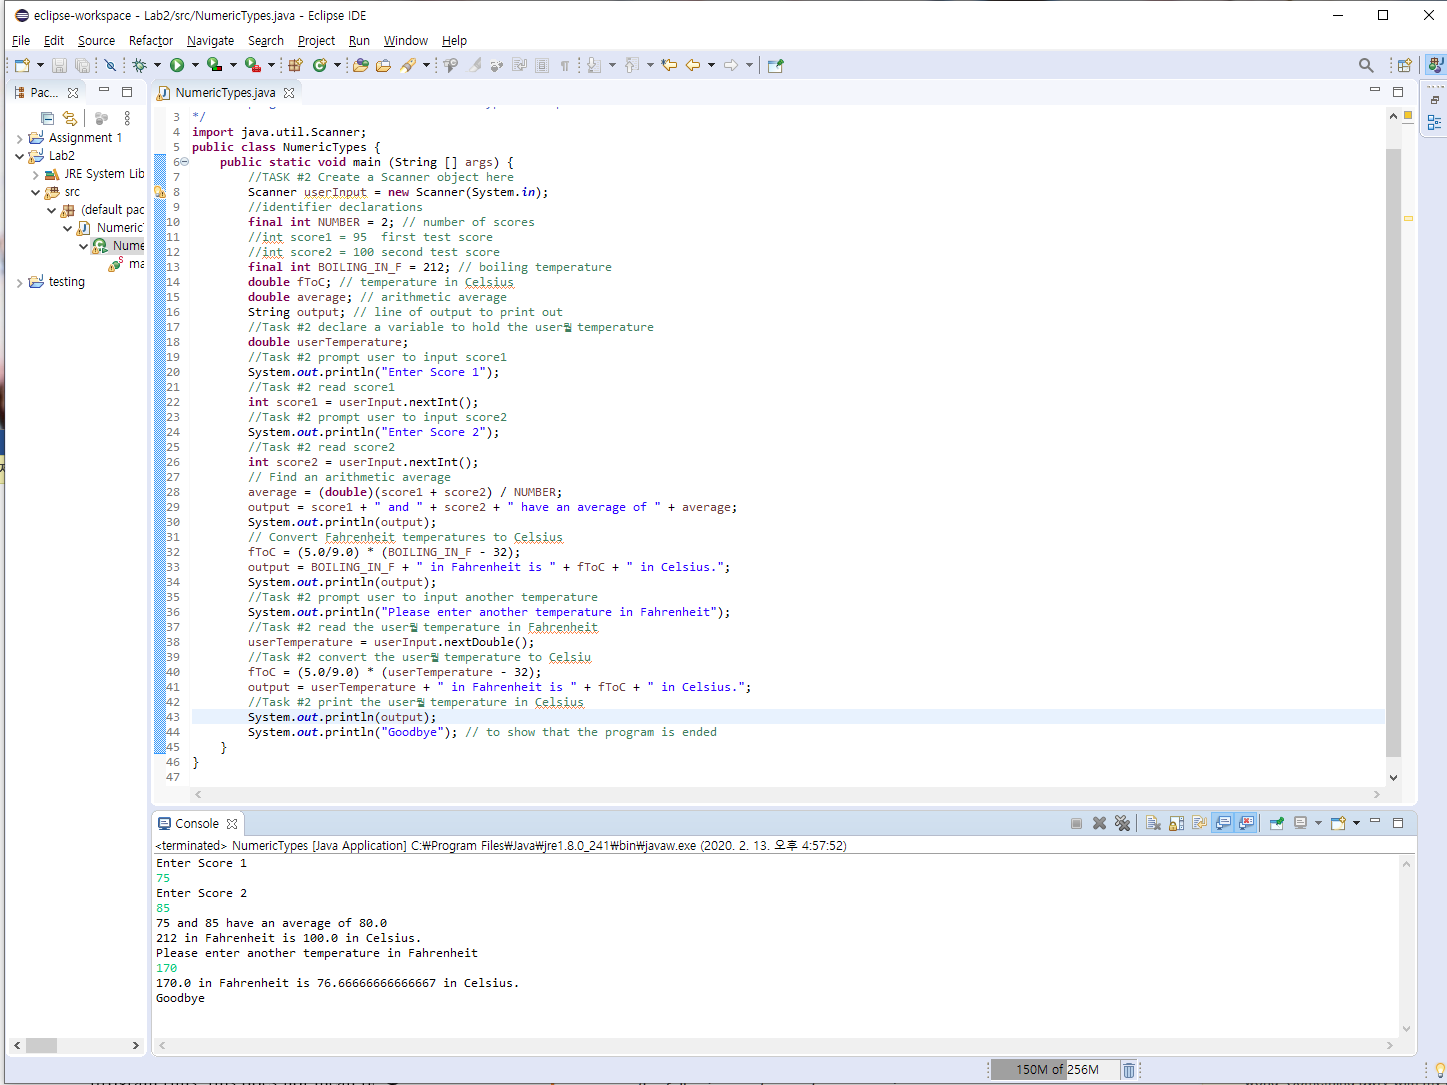 eclipse-workspace - Lab2/src/NumericTypes.java - Eclipse IDE
File Edit Source Refactor Navigate Search Project Run Window Help
Pac...
NumericTypes.java
Assignment 1
Lab2
JRE System Lib
src
(default pac
Numeric
Nume
ma
testing
3 */
4 import java.util.Scanner;
5 public class NumericTypes {
6 public static void main (String [] args) {
7 //TASK #2 Create a Scanner object here
8 Scanner userInput = new Scanner(System.in);
9 //identifier declarations
10 final int NUMBER = 2; // number of scores
11 //int score1 = 95  first test score
12 //int score2 = 100 second test score
13 final int BOILING_IN_F = 212; // boiling temperature
14 double fToC; // temperature in Celsius
15 double average; // arithmetic average
16 String output; // line of output to print out
17 //Task #2 declare a variable to hold the user temperature
18 double userTemperature;
19 //Task #2 prompt user to input score1
20 System.out.println("Enter Score 1");
21 //Task #2 read score1
22 int score1 = userInput.nextInt();
23 //Task #2 prompt user to input score2
24 System.out.println("Enter Score 2");
25 //Task #2 read score2
26 int score2 = userInput.nextInt();
27 // Find an arithmetic average
28 average = (double)(score1 + score2) / NUMBER;
29 output = score1 + " and " + score2 + " have an average of " + average;
30 System.out.println(output);
31 // Convert Fahrenheit temperatures to Celsius
32 fToC = (5.0/9.0) * (BOILING_IN_F - 32);
33 output = BOILING_IN_F + " in Fahrenheit is " + fToC + " in Celsius.";
34 System.out.println(output);
35 //Task #2 prompt user to input another temperature
36 System.out.println("Please enter another temperature in Fahrenheit");
37 //Task #2 read the user temperature in Fahrenheit
38 userTemperature = userInput.nextDouble();
39 //Task #2 convert the user temperature to Celsiu
40 fToC = (5.0/9.0) * (userTemperature - 32);
41 output = userTemperature + " in Fahrenheit is " + fToC + " in Celsius.";
42 //Task #2 print the user temperature in Celsius
43 System.out.println(output);
44 System.out.println("Goodbye"); // to show that the program is ended
45 }
46 }
47
Console
<terminated> NumericTypes [Java Application] C:₩Program Files₩Java₩jre1.8.0_241₩bin₩javaw.exe (2020. 2. 13. 오후 4:57:52)
Enter Score 1
75
Enter Score 2
85
75 and 85 have an average of 80.0
212 in Fahrenheit is 100.0 in Celsius.
Please enter another temperature in Fahrenheit
170
170.0 in Fahrenheit is 76.66666666666667 in Celsius.
Goodbye
150M of 256M